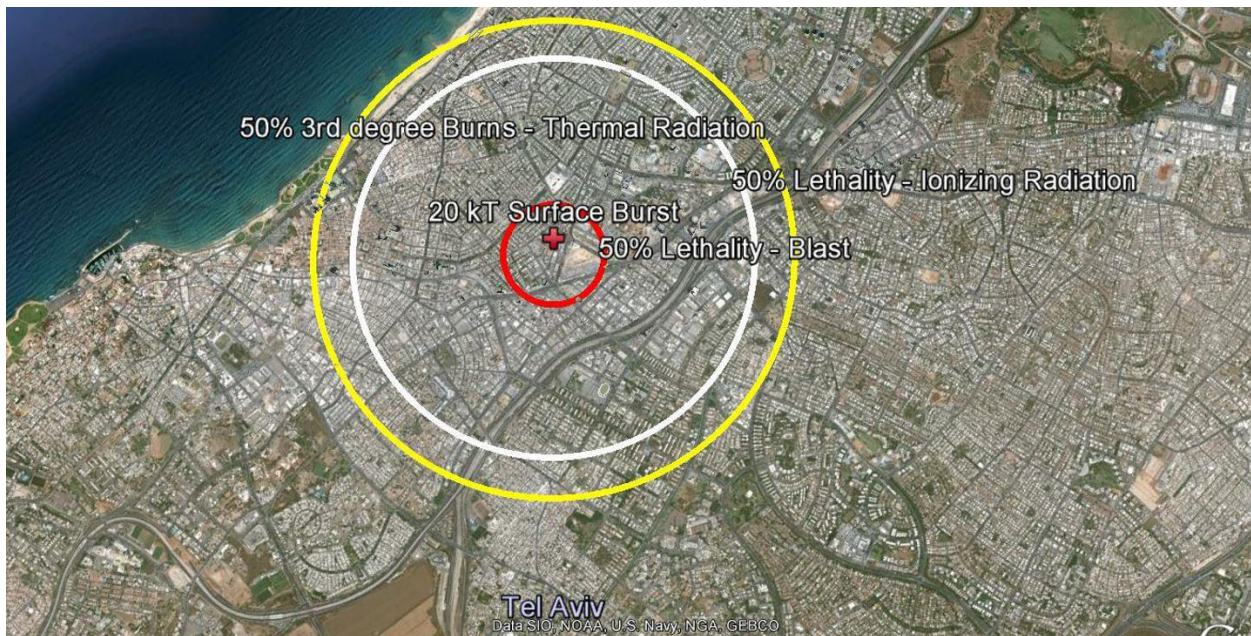 50% 3rd degree Burns - Thermal Radiation
50% Lethality - Ionizing Radiation
20 kT Surface Burst
50% Lethality - Blast
Tel Aviv
Data SIO, NOAA, U.S. Navy, NGA, GEBCO